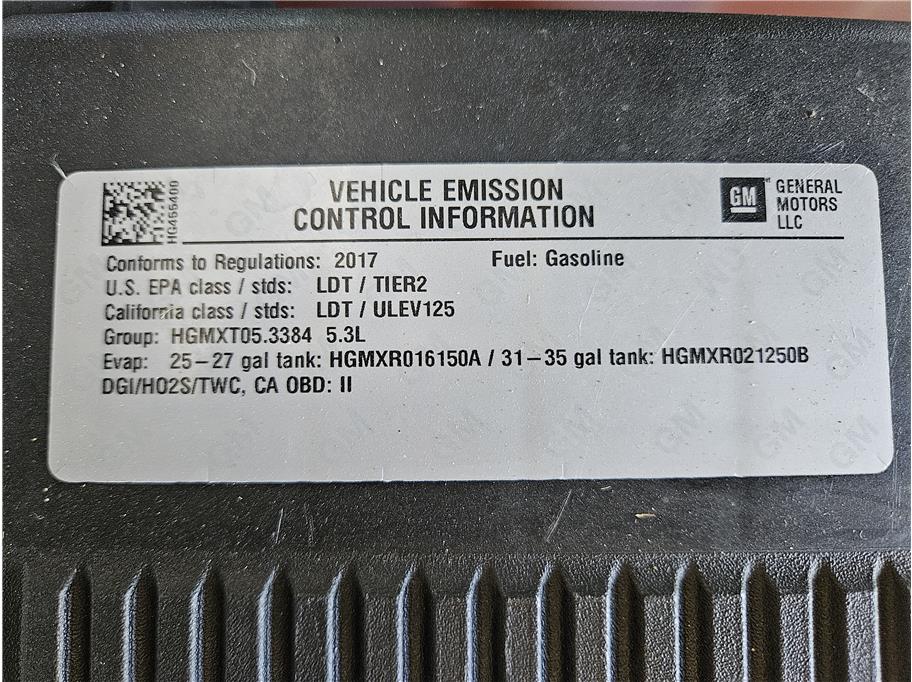 VEHICLE EMISSION
CONTROL INFORMATION
HG455400
GM
GENERAL
MOTORS
LLC
Conforms to Regulations: 2017 Fuel: Gasoline
U.S. EPA class / stds: LDT / TIER2
California class / stds: LDT / ULEV125
Group: HGMXT05.3384 5.3L
Evap: 25–27 gal tank: HGMXR016150A / 31–35 gal tank: HGMXR021250B
DGI/HO2S/TWC, CA OBD: II